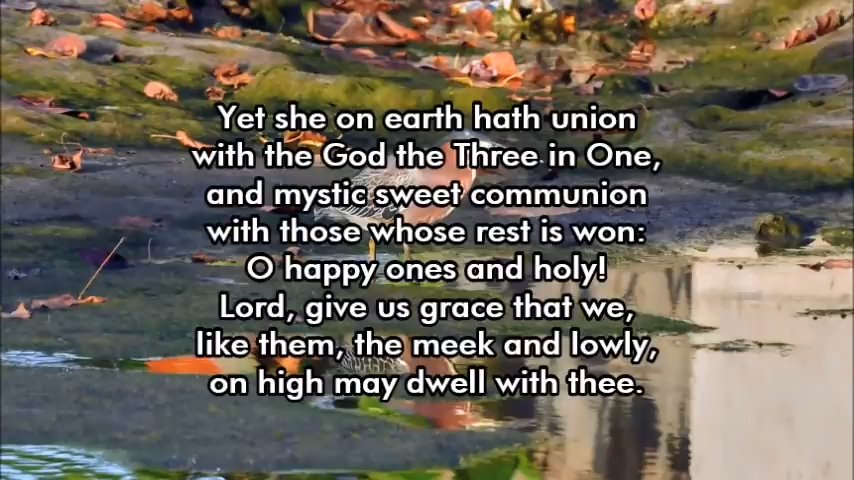 Yet she on earth hath union
with the God the Three in One,
and mystic sweet communion
with those whose rest is won:
O happy ones and holy!
Lord, give us grace that we,
like them, the meek and lowly,
on high may dwell with thee.